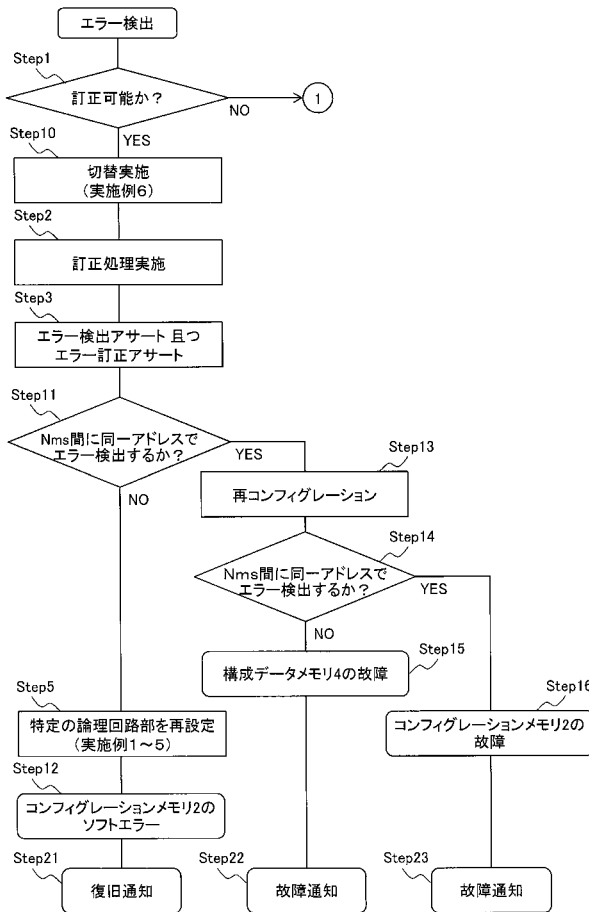 エラー検出
Step1
訂正可能か？
NO
1
YES
Step10
切替実施
(実施例6)
Step2
訂正処理実施
Step3
エラー検出アサート 且つ
エラー訂正アサート
Step11
Nms間に同一アドレスで
エラー検出するか？
YES
NO
Step13
再コンフィグレーション
Step14
Nms間に同一アドレスで
エラー検出するか？
YES
NO
Step15
構成データメモリ4の故障
Step5
特定の論理回路部を再設定
(実施例1～5)
Step16
コンフィグレーションメモリ2の
故障
Step12
コンフィグレーションメモリ2の
ソフトエラー
Step21
復旧通知
Step22
故障通知
Step23
故障通知